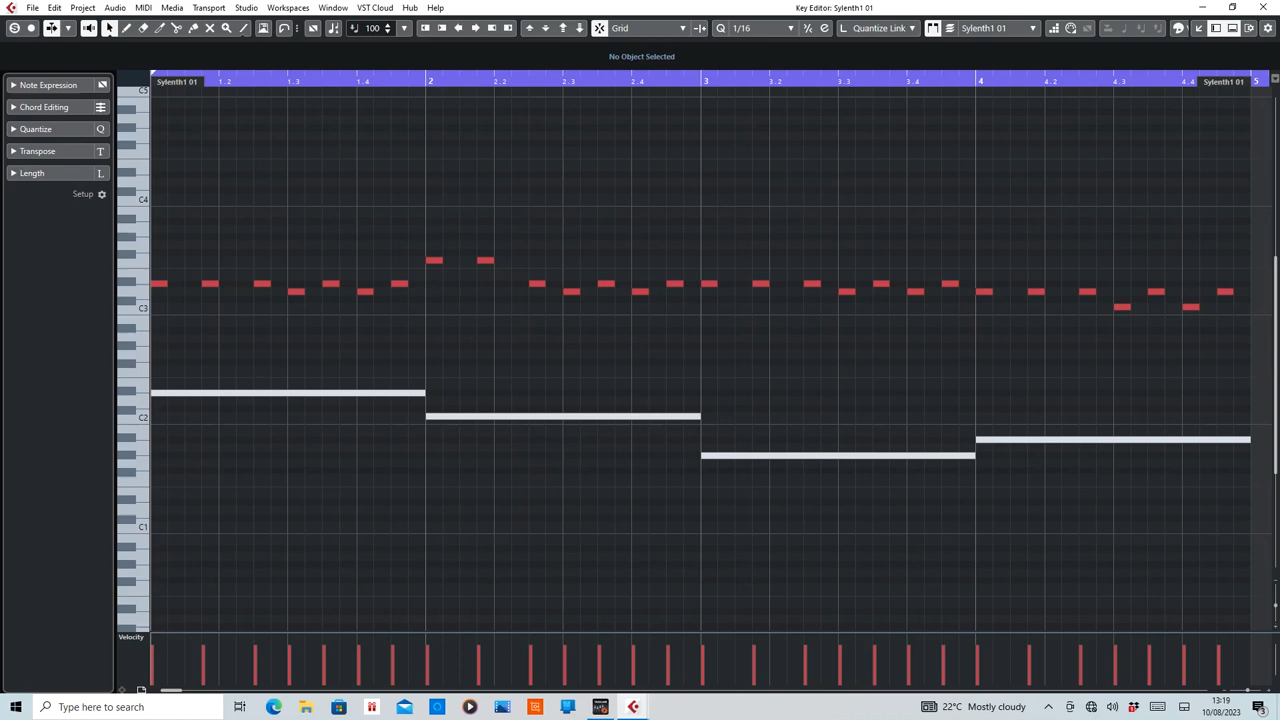 File Edit Project Audio MIDI Media Transport Studio Workspaces Window VST Cloud Hub Help
Key Editor: Sylenth1 01
100 Grid Q 1/16 L Quantize Link Sylenth1 01
No Object Selected
Sylenth1 01 1.2 1.3 1.4 2 2.2 2.3 2.4 3 3.2 3.3 3.4 4 4.2 4.3 4.4 Sylenth1 01 5
Note Expression
Chord Editing
Quantize Q
Transpose T
Length L
Setup
C5
C4
C3
C2
C1
Velocity
Type here to search
22°C Mostly cloudy
13:19
10/08/2023
3